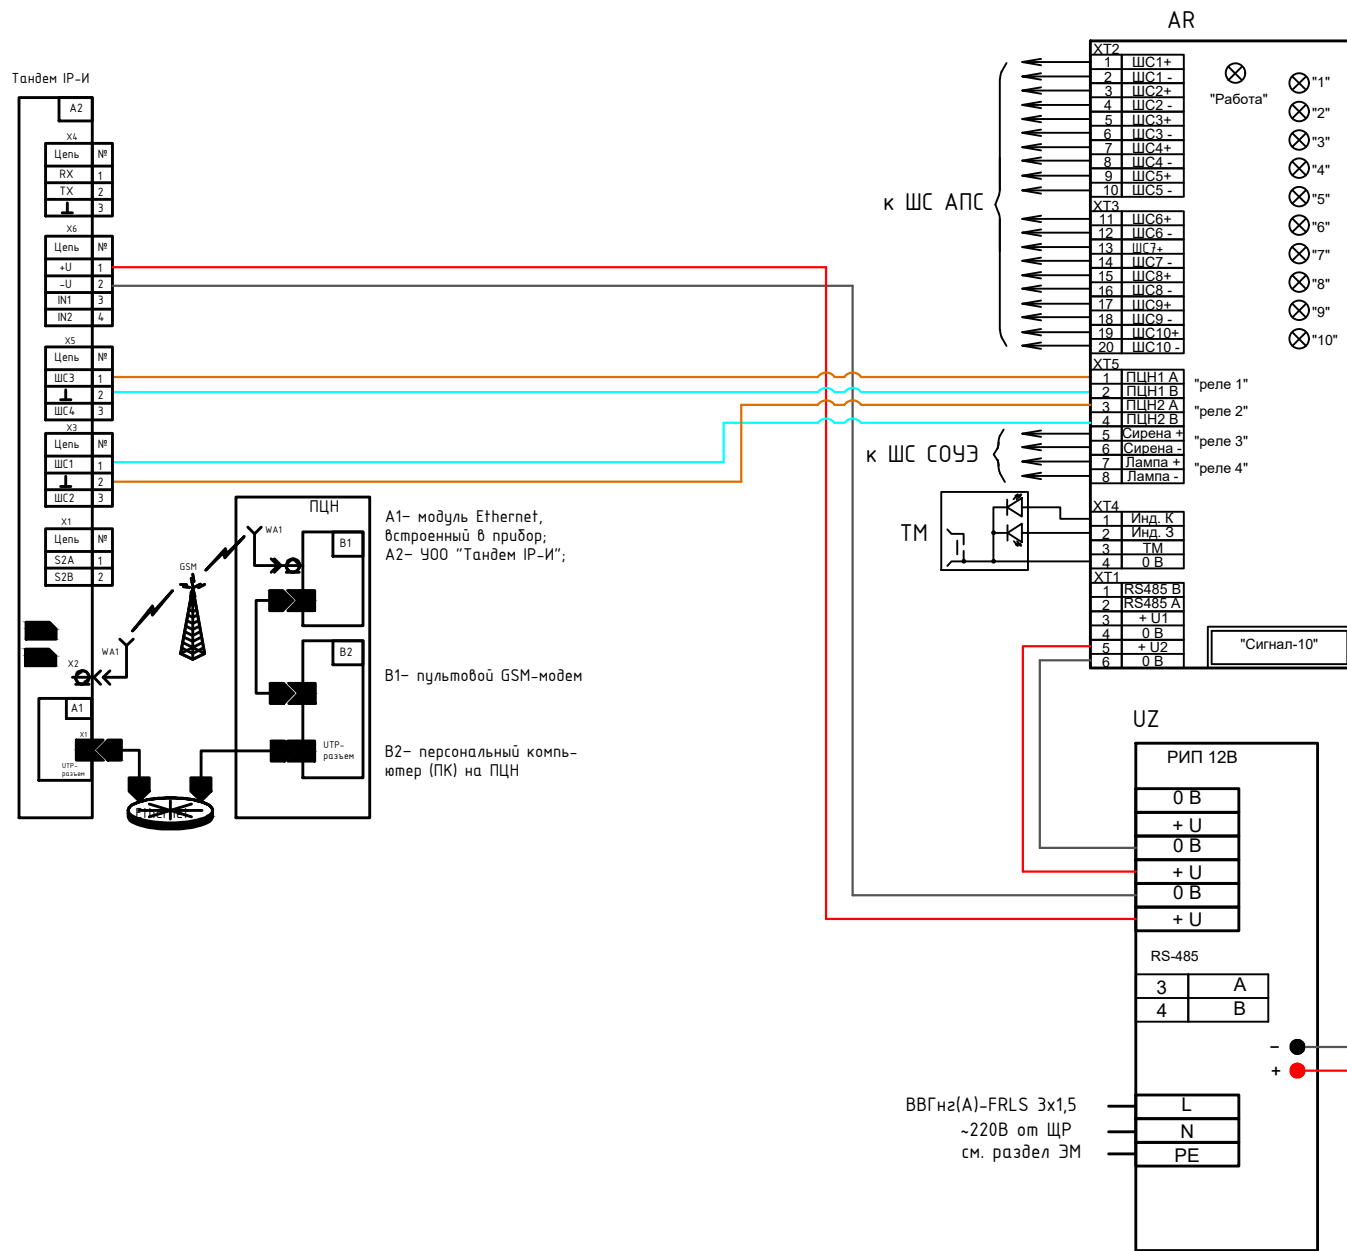 Тандем IP-И
A2
X4
Цепь №
RX 1
TX 2
3
X6
Цепь №
+U 1
-U 2
IN1 3
IN2 4
X5
Цепь №
ШС3 1
2
ШС4 3
X3
Цепь №
ШС1 1
2
ШС2 3
X1
Цепь №
S2A 1
S2B 2
GSM
WA1
X2
A1
X1
UTP-
разъем
Ethernet
ПЦН
WA1
B1
B2
UTP-
разъем
A1- модуль Ethernet,
встроенный в прибор;
A2- УОО "Тандем IP-И";
B1- пультовой GSM-модем
B2- персональный компь-
ютер (ПК) на ПЦН
AR
XT2
1 ШС1+
2 ШС1 -
3 ШС2+
4 ШС2 -
5 ШС3+
6 ШС3 -
7 ШС4+
8 ШС4 -
9 ШС5+
10 ШС5 -
XT3
11 ШС6+
12 ШС6 -
13 ШС7+
14 ШС7 -
15 ШС8+
16 ШС8 -
17 ШС9+
18 ШС9 -
19 ШС10+
20 ШС10 -
к ШС АПС
"Работа"
"1"
"2"
"3"
"4"
"5"
"6"
"7"
"8"
"9"
"10"
XT5
1 ПЦН1 А
2 ПЦН1 В
3 ПЦН2 А
4 ПЦН2 В
5 Сирена +
6 Сирена -
7 Лампа +
8 Лампа -
"реле 1"
"реле 2"
"реле 3"
"реле 4"
к ШС СОУЭ
ТМ
XT4
1 Инд. К
2 Инд. З
3 ТМ
4 0 В
XT1
1 RS485 В
2 RS485 А
3 + U1
4 0 В
5 + U2
6 0 В
"Сигнал-10"
UZ
РИП 12В
0 В
+ U
0 В
+ U
0 В
+ U
RS-485
3 А
4 В
-
+
ВВГнг(А)-FRLS 3х1,5
~220В от ЩР
см. раздел ЭМ
L
N
PE